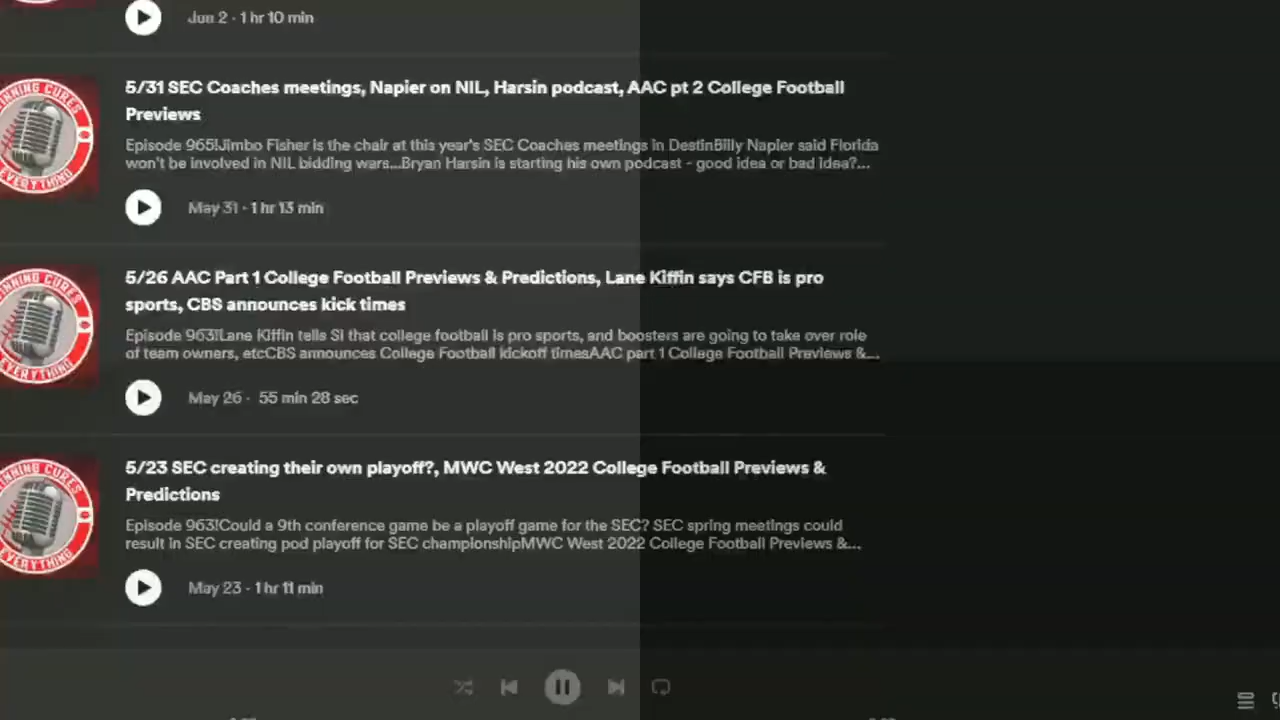 Jun 2 · 1 hr 10 min
5/31 SEC Coaches meetings, Napier on NIL, Harsin podcast, AAC pt 2 College Football
Previews
Episode 965!Jimbo Fisher is the chair at this year's SEC Coaches meetings in DestinBilly Napier said Florida
won't be involved in NIL bidding wars...Bryan Harsin is starting his own podcast - good idea or bad idea?...
May 31 · 1 hr 13 min
5/26 AAC Part 1 College Football Previews & Predictions, Lane Kiffin says CFB is pro
sports, CBS announces kick times
Episode 963!Lane Kiffin tells SI that college football is pro sports, and boosters are going to take over role
of team owners, etcCBS announces College Football kickoff timesAAC part 1 College Football Previews &...
May 26 · 55 min 28 sec
5/23 SEC creating their own playoff?, MWC West 2022 College Football Previews &
Predictions
Episode 963!Could a 9th conference game be a playoff game for the SEC? SEC spring meetings could
result in SEC creating pod playoff for SEC championshipMWC West 2022 College Football Previews &...
May 23 · 1 hr 11 min
CURES
EVERYTHING
CURES
EVERYTHING
CURES
EVERYTHING